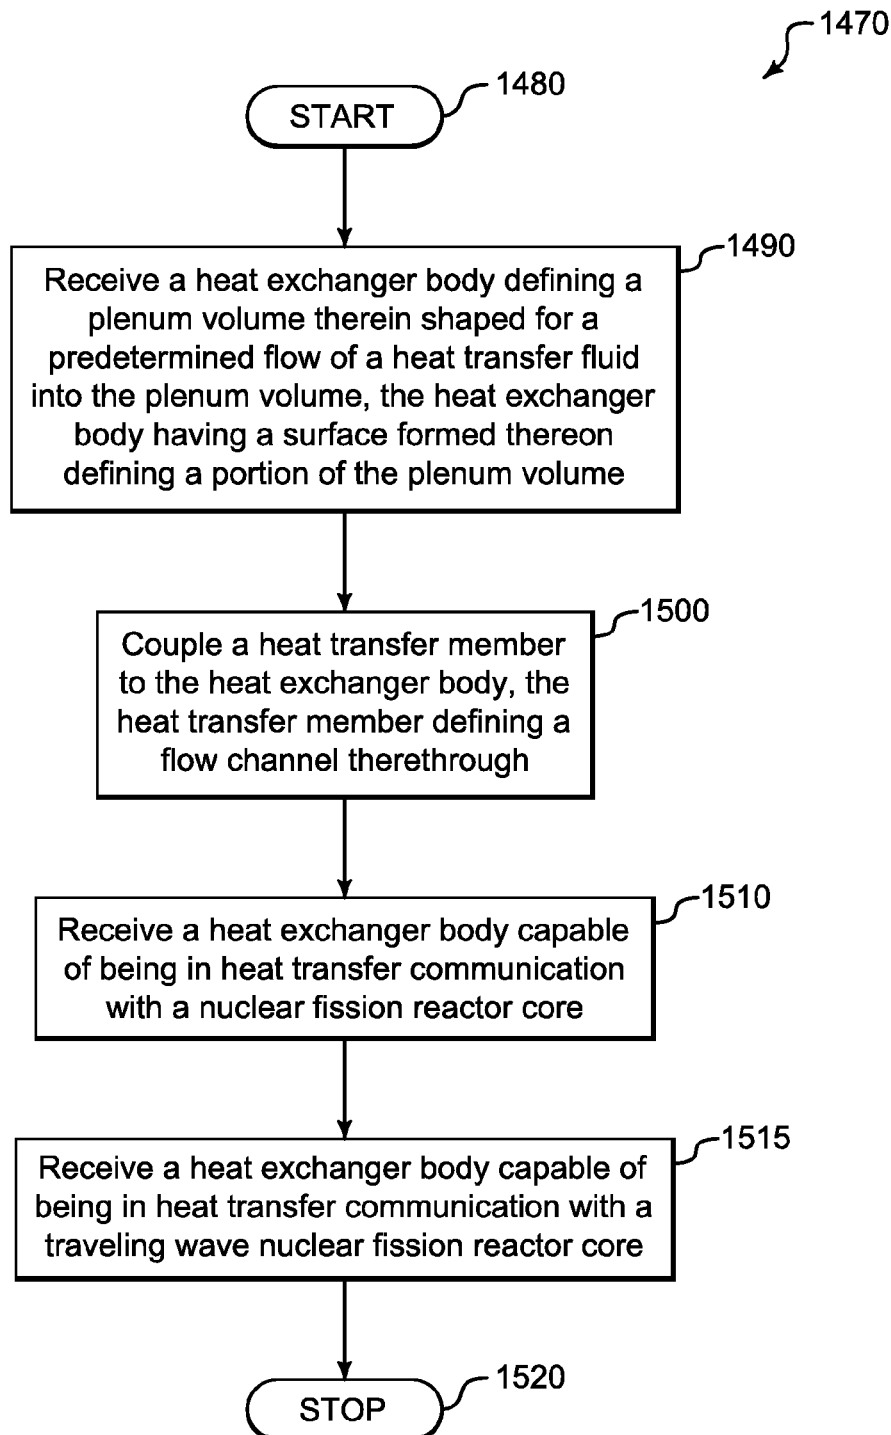 1470
START
1480
1490
Receive a heat exchanger body defining a
plenum volume therein shaped for a
predetermined flow of a heat transfer fluid
into the plenum volume, the heat exchanger
body having a surface formed thereon
defining a portion of the plenum volume
1500
Couple a heat transfer member
to the heat exchanger body, the
heat transfer member defining a
flow channel therethrough
1510
Receive a heat exchanger body capable
of being in heat transfer communication
with a nuclear fission reactor core
1515
Receive a heat exchanger body capable of
being in heat transfer communication with a
traveling wave nuclear fission reactor core
1520
STOP